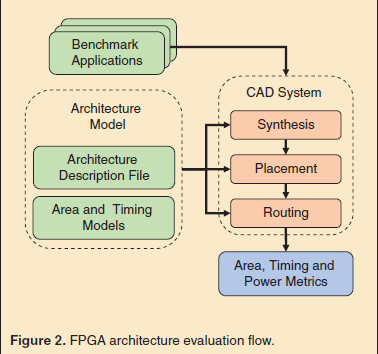 Benchmark
Applications
Architecture
Model
Architecture
Description File
Area and Timing
Models
CAD System
Synthesis
Placement
Routing
Area, Timing and
Power Metrics
Figure 2. FPGA architecture evaluation flow.